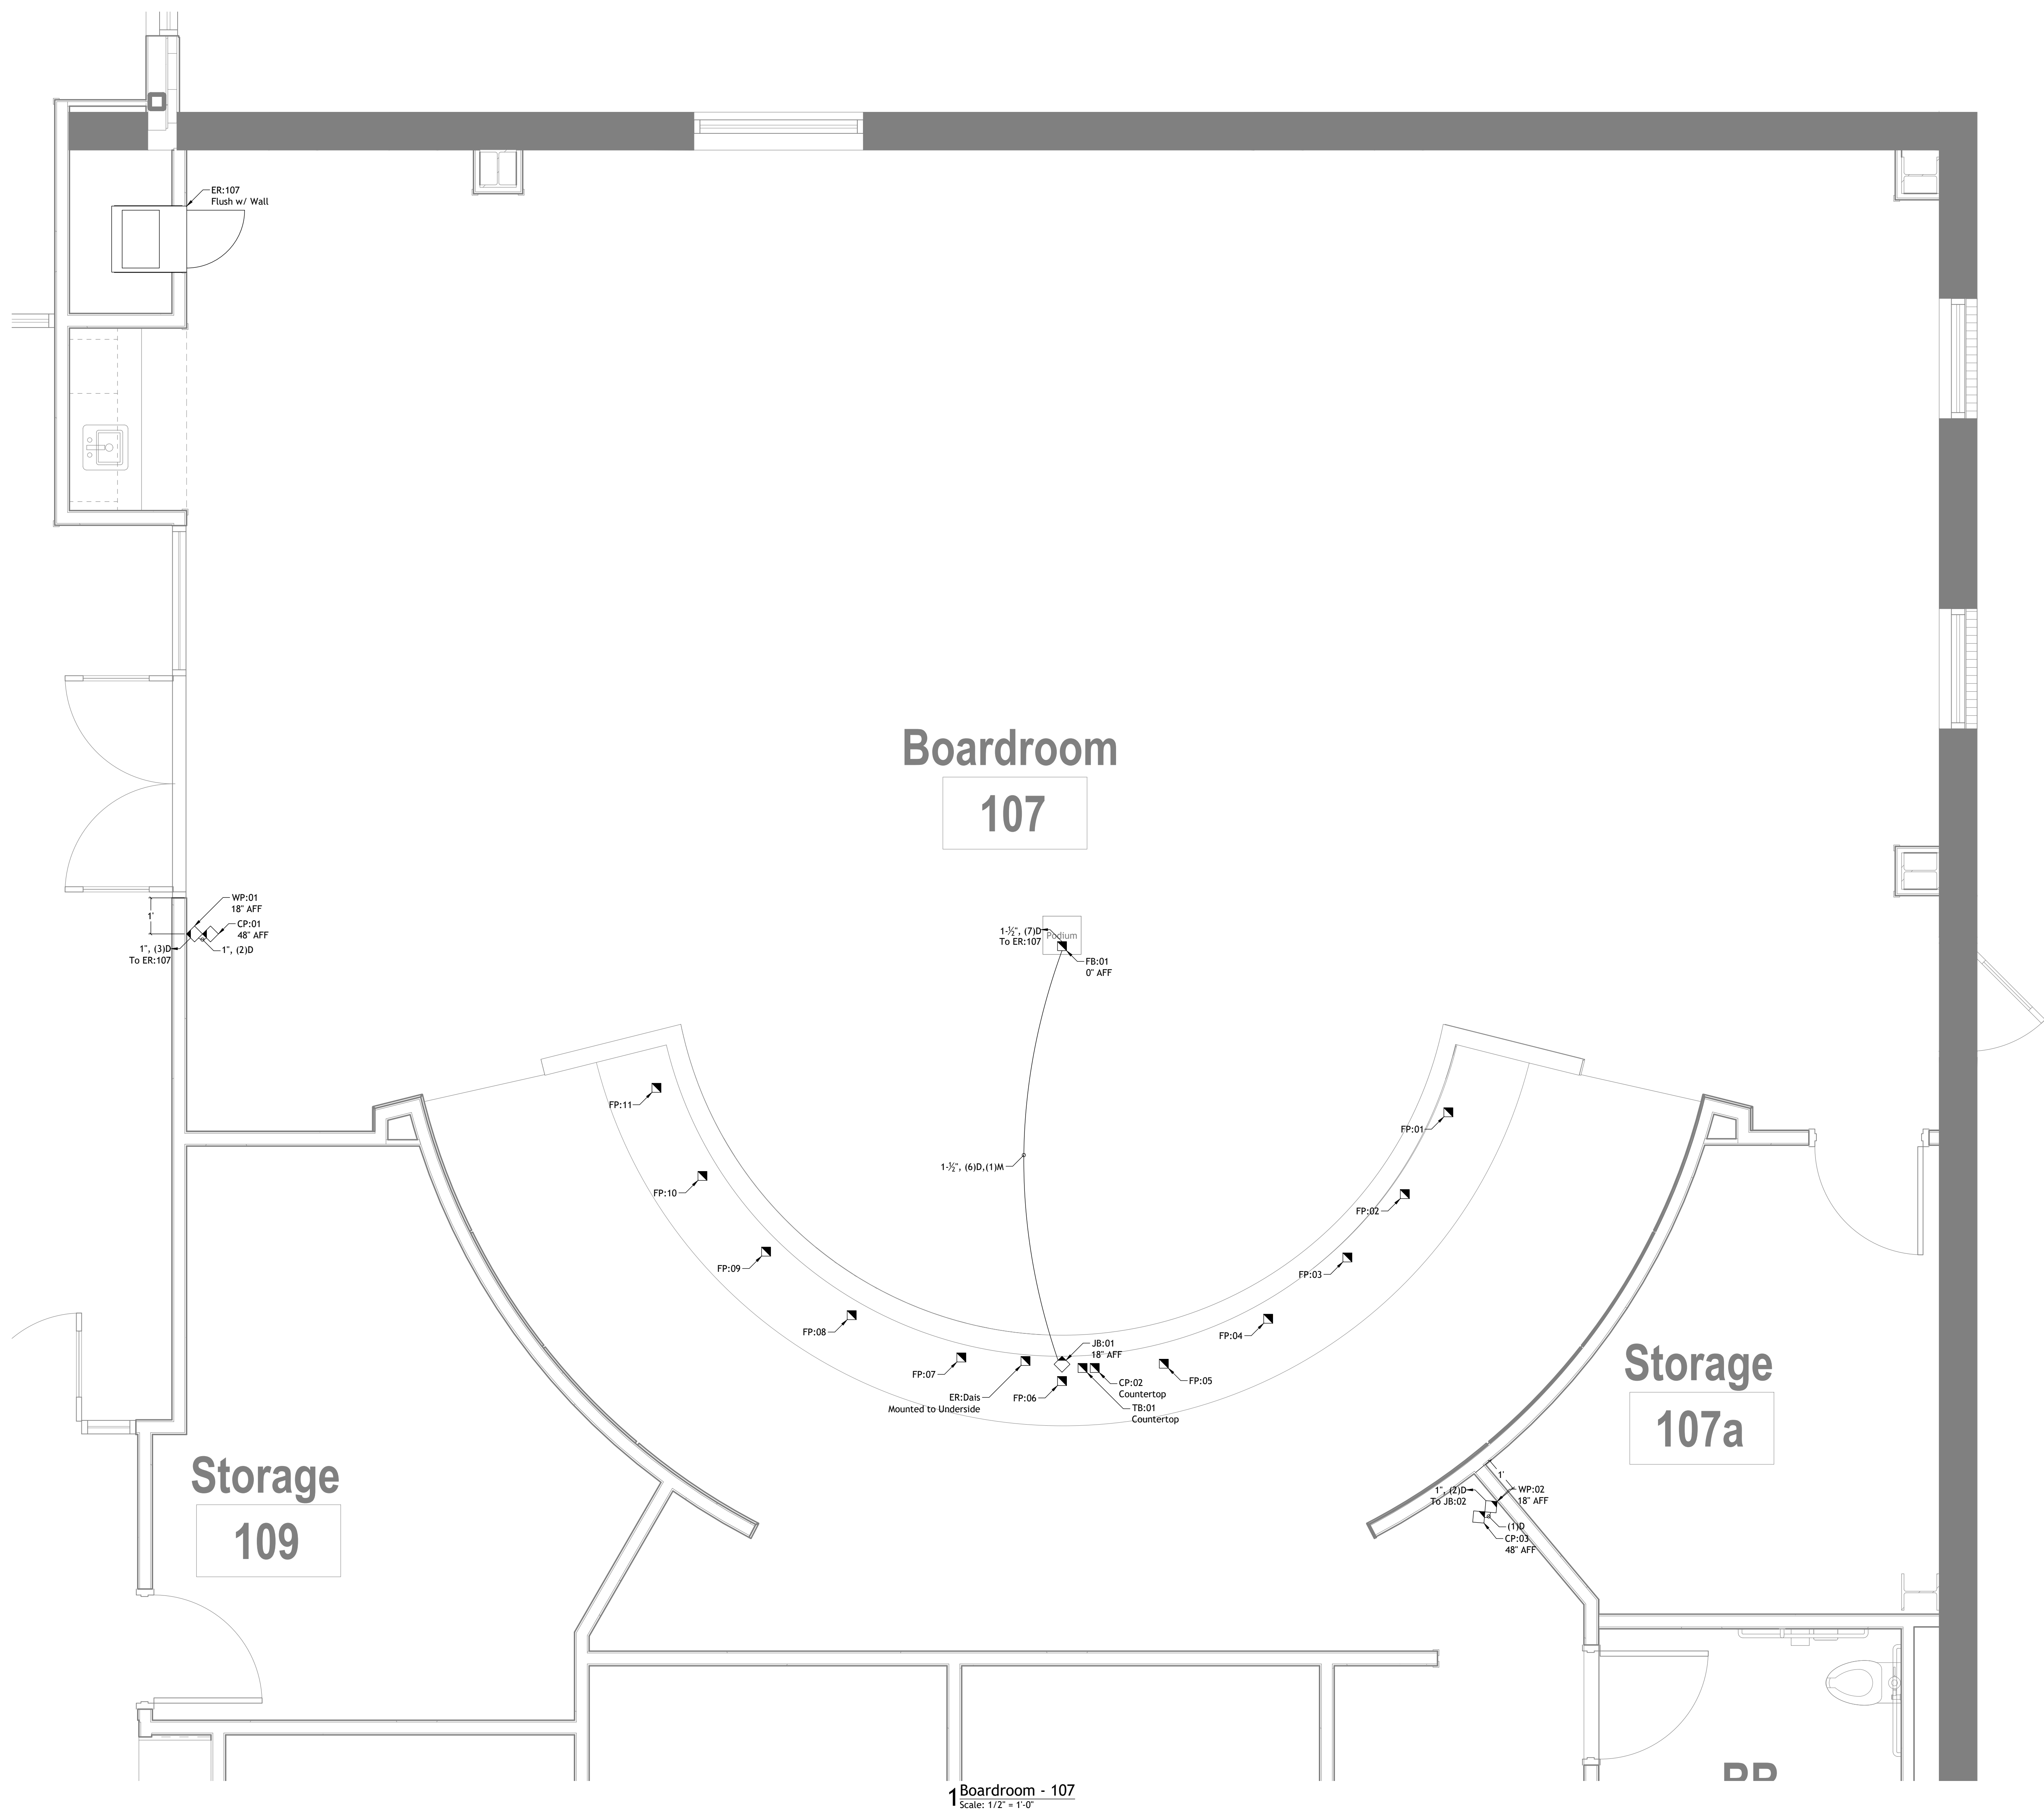 ER:107
Flush w/ Wall
Boardroom
107
WP:01
18" AFF
CP:01
48" AFF
1'
1", (3)D
To ER:107
1", (2)D
1-½", (7)D
To ER:107
Podium
FB:01
0" AFF
FP:11
FP:01
1-½", (6)D,(1)M
FP:10
FP:02
FP:09
FP:03
FP:08
FP:04
JB:01
18" AFF
FP:07
FP:05
ER:Dais
Mounted to Underside
FP:06
CP:02
Countertop
TB:01
Countertop
Storage
107a
Storage
109
1'
1", (2)D
To JB:02
WP:02
18" AFF
(1)D
CP:03
48" AFF
RR
1
Boardroom - 107
Scale: 1/2" = 1'-0"